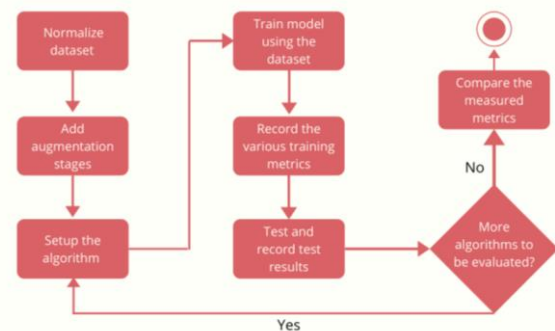 Normalize
dataset
Add
augmentation
stages
Setup the
algorithm
Train model
using the
dataset
Record the
various training
metrics
Test and
record test
results
More
algorithms to
be evaluated?
Yes
No
Compare the
measured
metrics